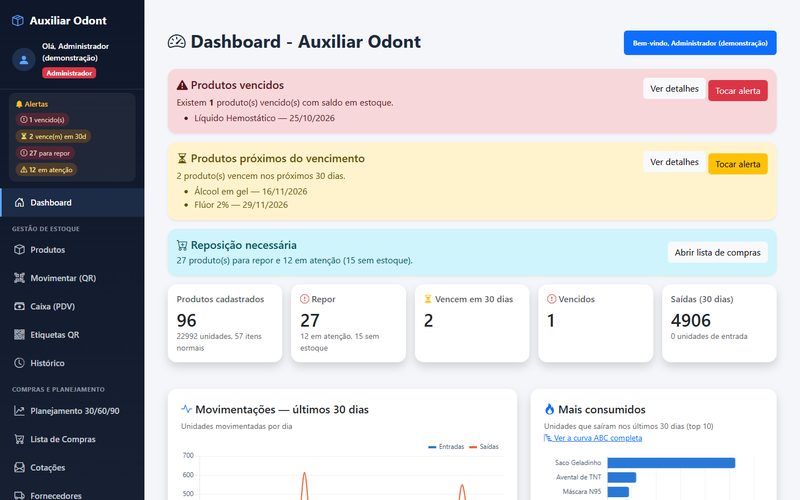 Auxiliar Odont
Olá, Administrador
(demonstração)
Administrador
Alertas
1 vencido(s)
2 vence(m) em 30d
27 para repor
12 em atenção
Dashboard
GESTÃO DE ESTOQUE
Produtos
Movimentar (QR)
Caixa (PDV)
Etiquetas QR
Histórico
COMPRAS E PLANEJAMENTO
Planejamento 30/60/90
Lista de Compras
Cotações
Fornecedores
Dashboard - Auxiliar Odont
Bem-vindo, Administrador (demonstração)
Produtos vencidos
Existem 1 produto(s) vencido(s) com saldo em estoque.
• Líquido Hemostático — 25/10/2026
Ver detalhes
Tocar alerta
Produtos próximos do vencimento
2 produto(s) vencem nos próximos 30 dias.
• Álcool em gel — 16/11/2026
• Flúor 2% — 29/11/2026
Ver detalhes
Tocar alerta
Reposição necessária
27 produto(s) para repor e 12 em atenção (15 sem estoque).
Abrir lista de compras
Produtos cadastrados
96
22992 unidades, 57 itens
normais
Repor
27
12 em atenção, 15 sem
estoque
Vencem em 30 dias
2
Vencidos
1
Saídas (30 dias)
4906
0 unidades de entrada
Movimentações — últimos 30 dias
Unidades movimentadas por dia
Entradas
Saídas
700
600
500
Mais consumidos
Unidades que saíram nos últimos 30 dias (top 10)
Ver a curva ABC completa
Saco Geladinho
Avental de TNT
Máscara N95